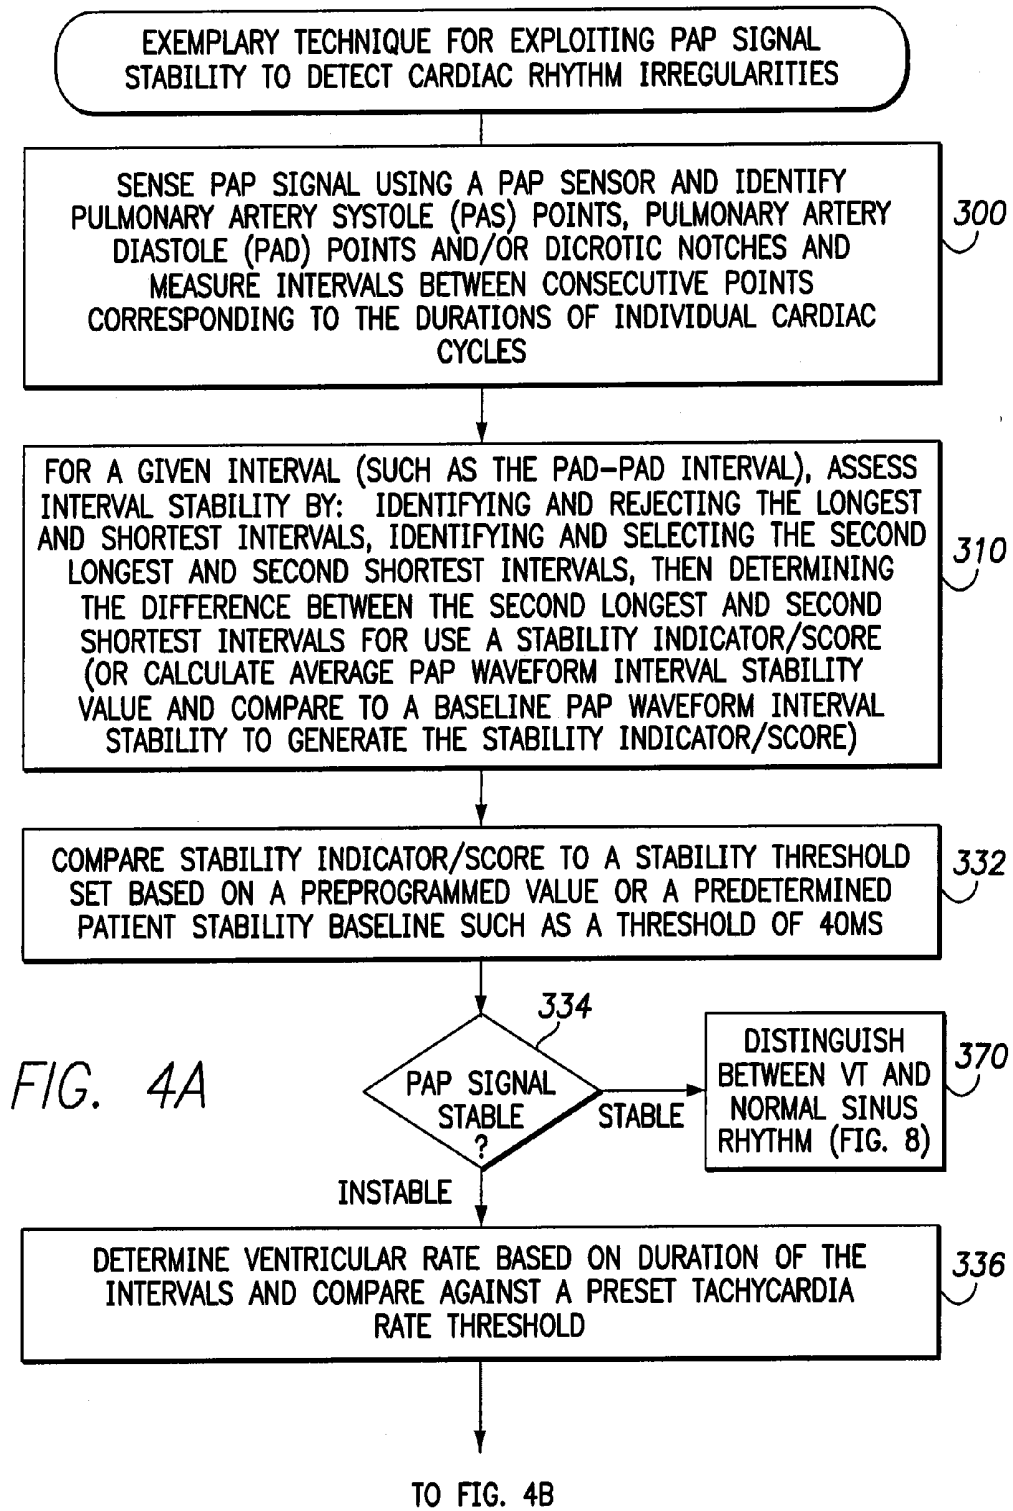 EXEMPLARY TECHNIQUE FOR EXPLOITING PAP SIGNAL
STABILITY TO DETECT CARDIAC RHYTHM IRREGULARITIES
SENSE PAP SIGNAL USING A PAP SENSOR AND IDENTIFY
PULMONARY ARTERY SYSTOLE (PAS) POINTS, PULMONARY ARTERY
DIASTOLE (PAD) POINTS AND/OR DICROTIC NOTCHES AND
MEASURE INTERVALS BETWEEN CONSECUTIVE POINTS
CORRESPONDING TO THE DURATIONS OF INDIVIDUAL CARDIAC
CYCLES
300
FOR A GIVEN INTERVAL (SUCH AS THE PAD-PAD INTERVAL), ASSESS
INTERVAL STABILITY BY: IDENTIFYING AND REJECTING THE LONGEST
AND SHORTEST INTERVALS, IDENTIFYING AND SELECTING THE SECOND
LONGEST AND SECOND SHORTEST INTERVALS, THEN DETERMINING
THE DIFFERENCE BETWEEN THE SECOND LONGEST AND SECOND
SHORTEST INTERVALS FOR USE A STABILITY INDICATOR/SCORE
(OR CALCULATE AVERAGE PAP WAVEFORM INTERVAL STABILITY
VALUE AND COMPARE TO A BASELINE PAP WAVEFORM INTERVAL
STABILITY TO GENERATE THE STABILITY INDICATOR/SCORE)
310
COMPARE STABILITY INDICATOR/SCORE TO A STABILITY THRESHOLD
SET BASED ON A PREPROGRAMMED VALUE OR A PREDETERMINED
PATIENT STABILITY BASELINE SUCH AS A THRESHOLD OF 40MS
332
334
PAP SIGNAL
STABLE
?
STABLE
DISTINGUISH
BETWEEN VT AND
NORMAL SINUS
RHYTHM (FIG. 8)
370
FIG. 4A
INSTABLE
DETERMINE VENTRICULAR RATE BASED ON DURATION OF THE
INTERVALS AND COMPARE AGAINST A PRESET TACHYCARDIA
RATE THRESHOLD
336
TO FIG. 4B